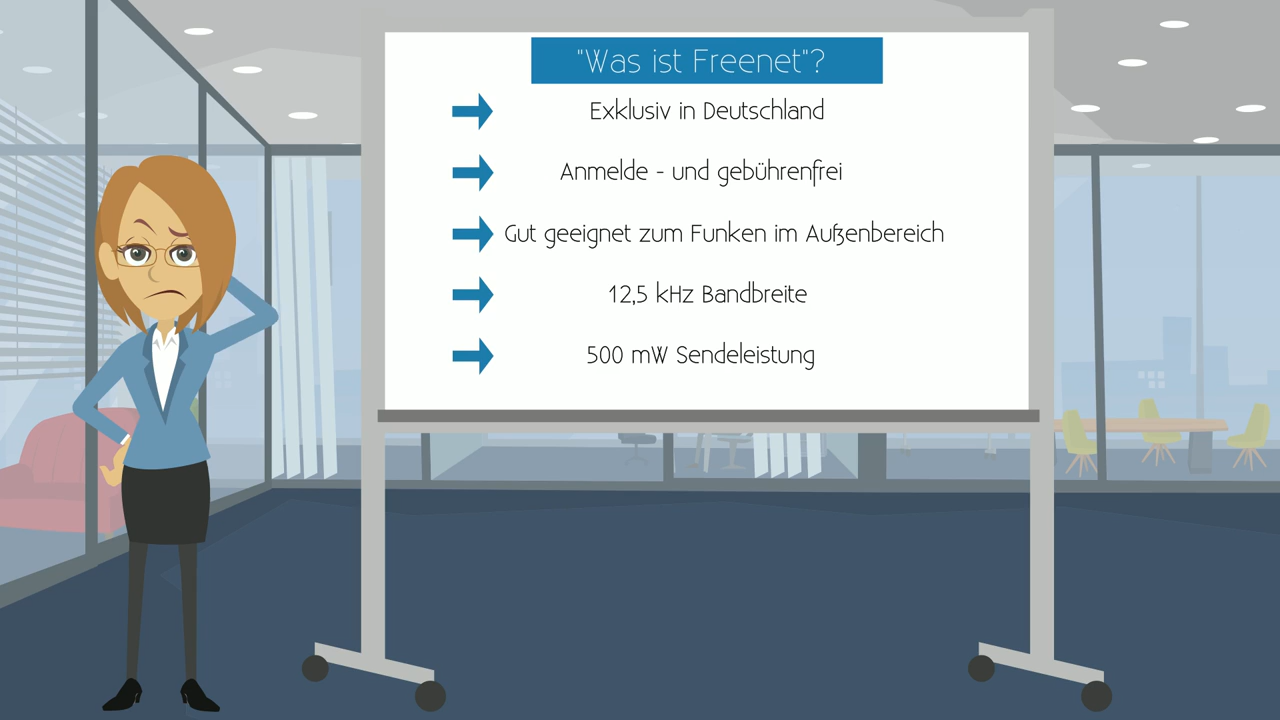 "Was ist Freenet"?
Exklusiv in Deutschland
Anmelde - und gebührenfrei
Gut geeignet zum Funken im Außenbereich
12,5 kHz Bandbreite
500 mW Sendeleistung